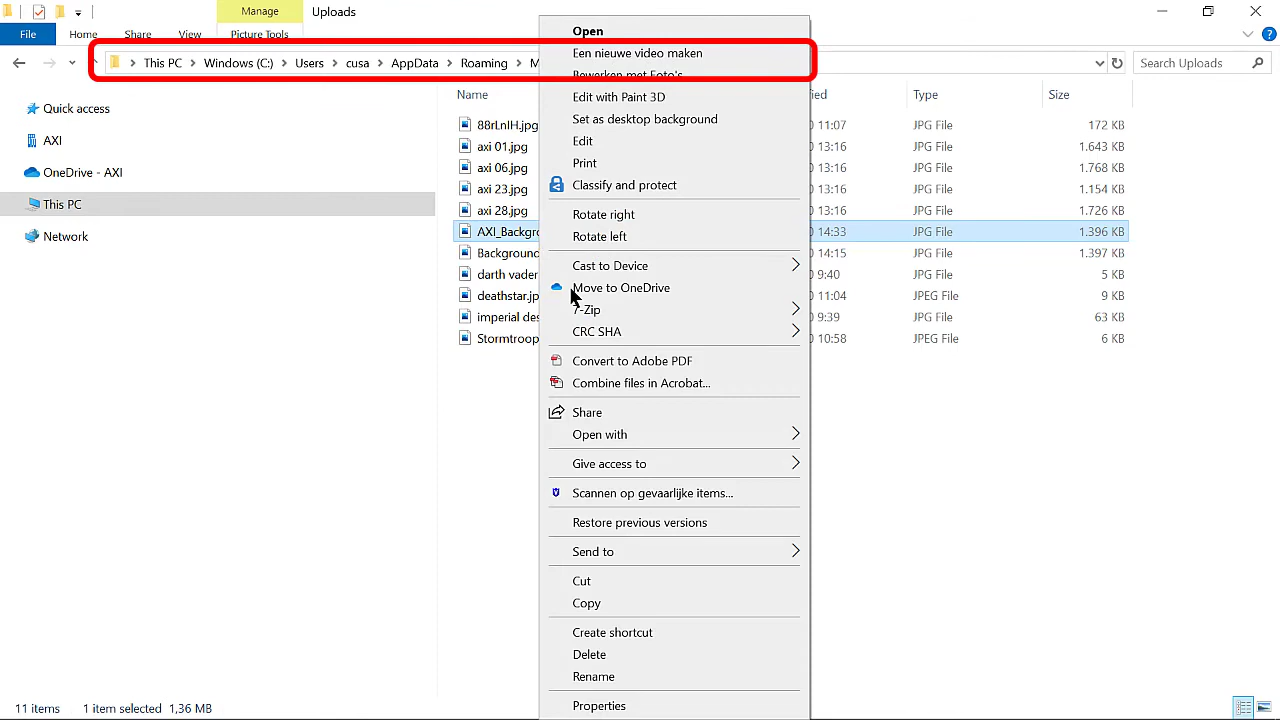 Manage
Uploads
File
Home
Share
View
Picture Tools
This PC
Windows (C:)
Users
cusa
AppData
Roaming
M
Search Uploads
Quick access
AXI
OneDrive - AXI
This PC
Network
Name
Type
Size
88rLnIH.jpg
11:07
JPG File
172 KB
axi 01.jpg
13:16
JPG File
1.643 KB
axi 06.jpg
13:16
JPG File
1.768 KB
axi 23.jpg
13:16
JPG File
1.154 KB
axi 28.jpg
13:16
JPG File
1.726 KB
AXI_Backgro
14:33
JPG File
1.396 KB
Background
14:15
JPG File
1.397 KB
darth vader
9:40
JPG File
5 KB
deathstar.jp
11:04
JPEG File
9 KB
imperial des
9:39
JPG File
63 KB
Stormtroop
10:58
JPEG File
6 KB
Open
Een nieuwe video maken
Bewerken met Foto's
Edit with Paint 3D
Set as desktop background
Edit
Print
Classify and protect
Rotate right
Rotate left
Cast to Device
Move to OneDrive
7-Zip
CRC SHA
Convert to Adobe PDF
Combine files in Acrobat...
Share
Open with
Give access to
Scannen op gevaarlijke items...
Restore previous versions
Send to
Cut
Copy
Create shortcut
Delete
Rename
Properties
11 items
1 item selected 1,36 MB